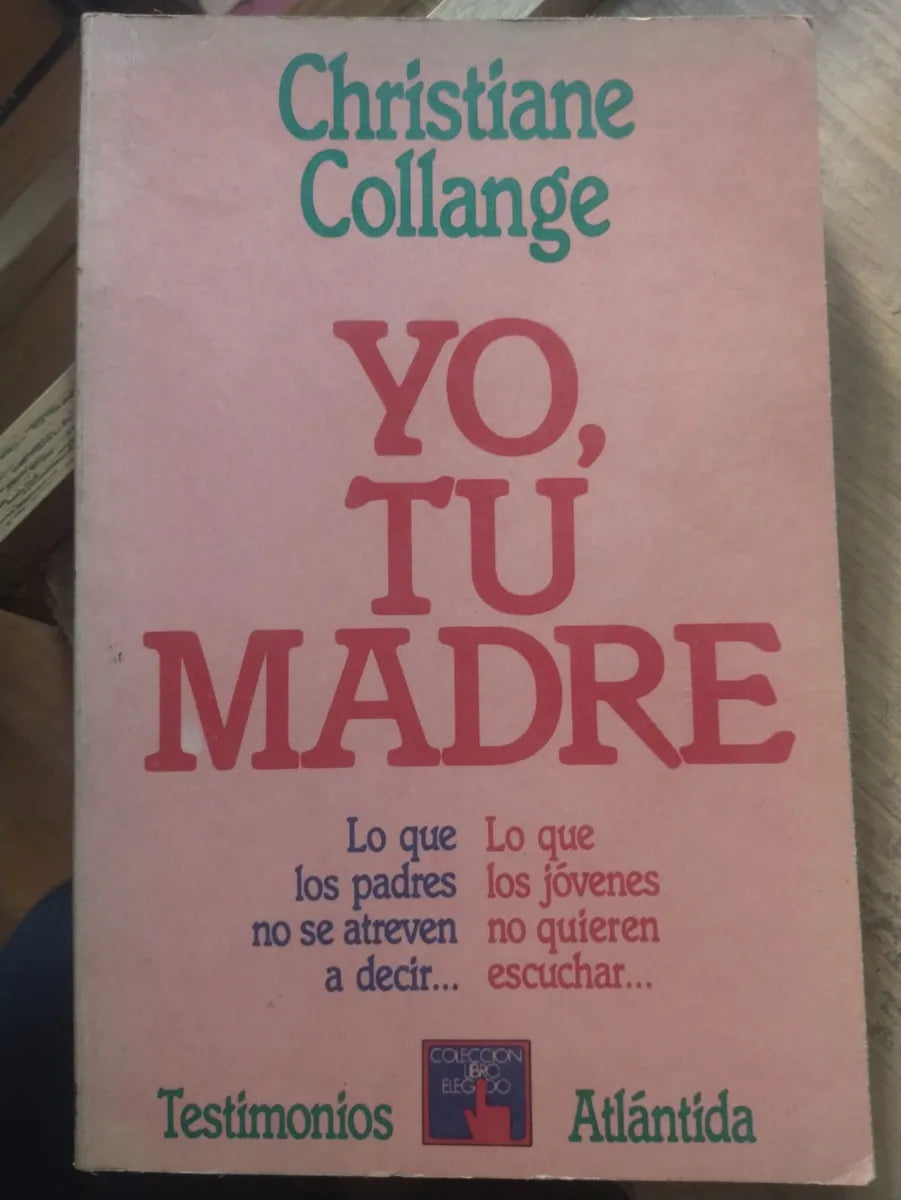 Christiane
Collange
YO,
TU
MADRE
Lo que
los padres
no se atreven
a decir...
Lo que
los jóvenes
no quieren
escuchar...
COLECCION
LIBRO
ELEGIDO
Testimonios
Atlántida